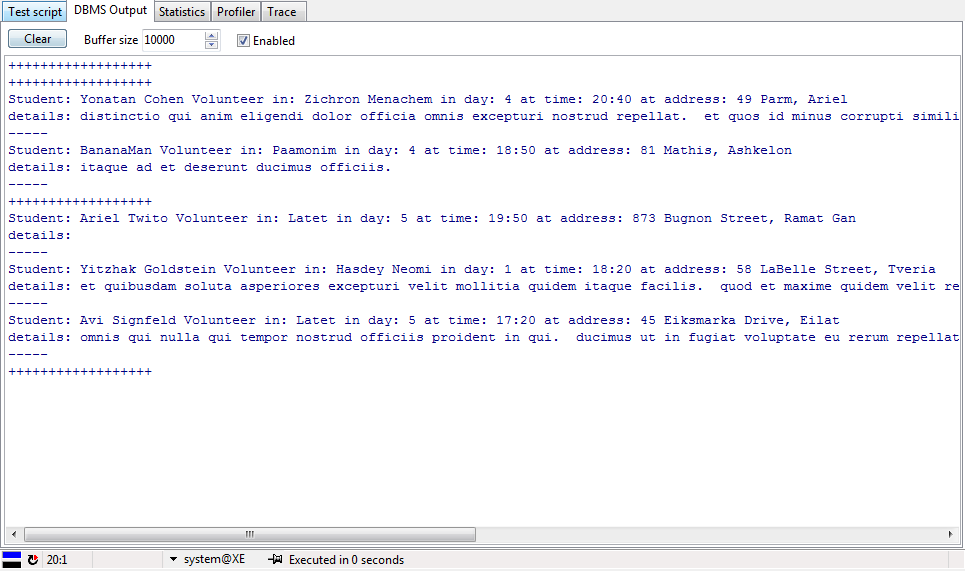 Test script DBMS Output Statistics Profiler Trace
Clear Buffer size 10000 Enabled
++++++++++++++++++
++++++++++++++++++
Student: Yonatan Cohen Volunteer in: Zichron Menachem in day: 4 at time: 20:40 at address: 49 Parm, Ariel
details: distinctio qui anim eligendi dolor officia omnis excepturi nostrud repellat.  et quos id minus corrupti simili
-----
Student: BananaMan Volunteer in: Paamonim in day: 4 at time: 18:50 at address: 81 Mathis, Ashkelon
details: itaque ad et deserunt ducimus officiis.
-----
++++++++++++++++++
Student: Ariel Twito Volunteer in: Latet in day: 5 at time: 19:50 at address: 873 Bugnon Street, Ramat Gan
details:
-----
Student: Yitzhak Goldstein Volunteer in: Hasdey Neomi in day: 1 at time: 18:20 at address: 58 LaBelle Street, Tveria
details: et quibusdam soluta asperiores excepturi velit mollitia quidem itaque facilis.  quod et maxime quidem velit re
-----
Student: Avi Signfeld Volunteer in: Latet in day: 5 at time: 17:20 at address: 45 Eiksmarka Drive, Eilat
details: omnis qui nulla qui tempor nostrud officiis proident in qui.  ducimus ut in fugiat voluptate eu rerum repellat
-----
++++++++++++++++++
20:1 system@XE Executed in 0 seconds